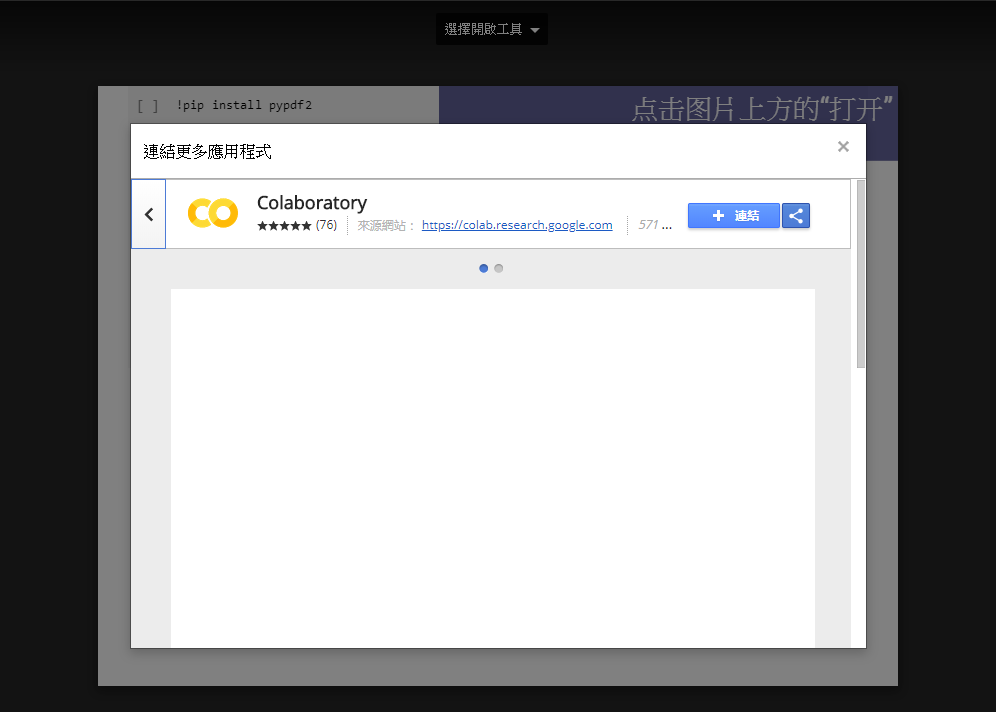 選擇開啟工具
[ ] !pip install pypdf2
点击图片上方的“打开”
連結更多應用程式
×
Colaboratory
★★★★★ (76) 來源網站： https://colab.research.google.com 571 ...
連結